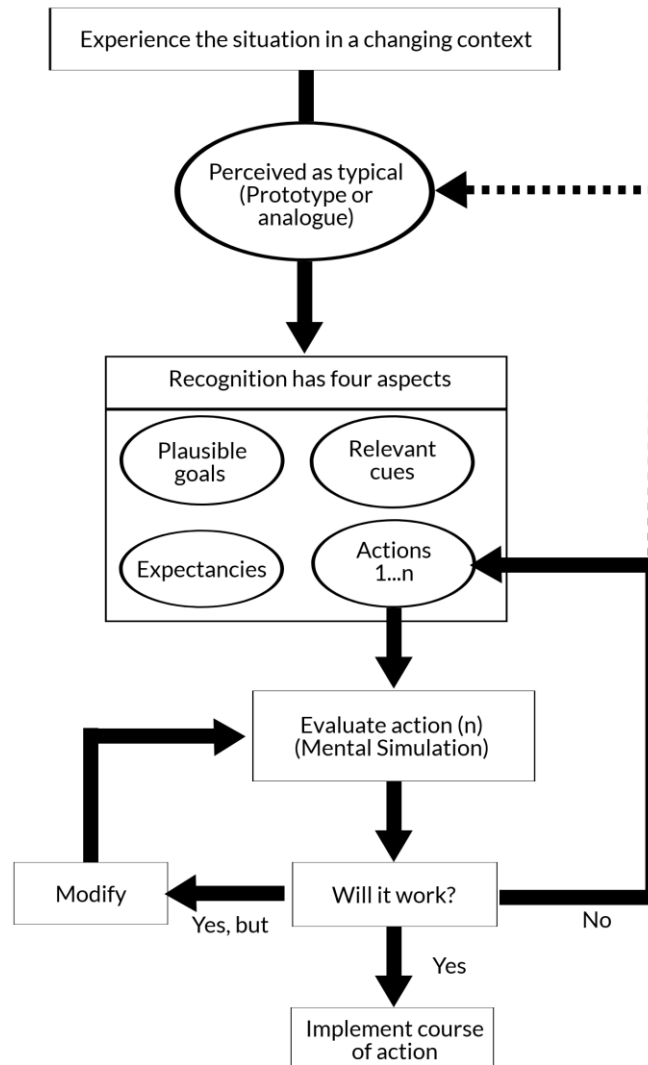 Experience the situation in a changing context
Perceived as typical
(Prototype or
analogue)
Recognition has four aspects
Plausible
goals
Relevant
cues
Expectancies
Actions
1...n
Evaluate action (n)
(Mental Simulation)
Modify
Yes, but
Will it work?
No
Yes
Implement course
of action